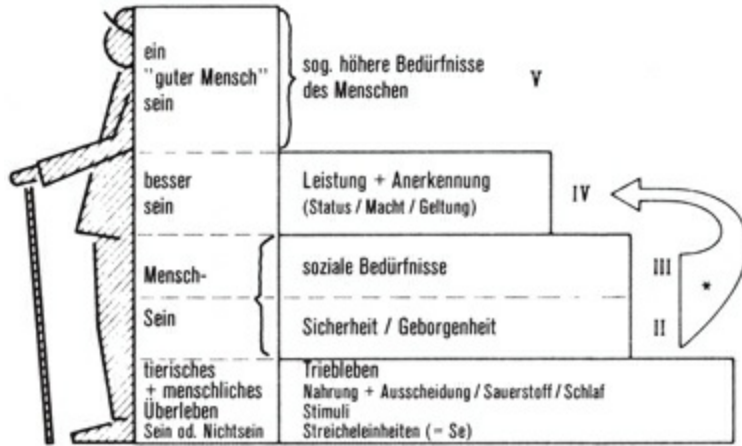 ein
"guter Mensch"
sein
sog. höhere Bedürfnisse
des Menschen
V
besser
sein
Leistung + Anerkennung
(Status / Macht / Geltung)
IV
Mensch-
Sein
soziale Bedürfnisse
III
*
Sicherheit / Geborgenheit
II
tierisches
+ menschliches
Überleben
Sein od. Nichtsein
Triebleben
Nahrung + Ausscheidung / Sauerstoff / Schlaf
Stimuli
Streicheleinheiten (= Se)